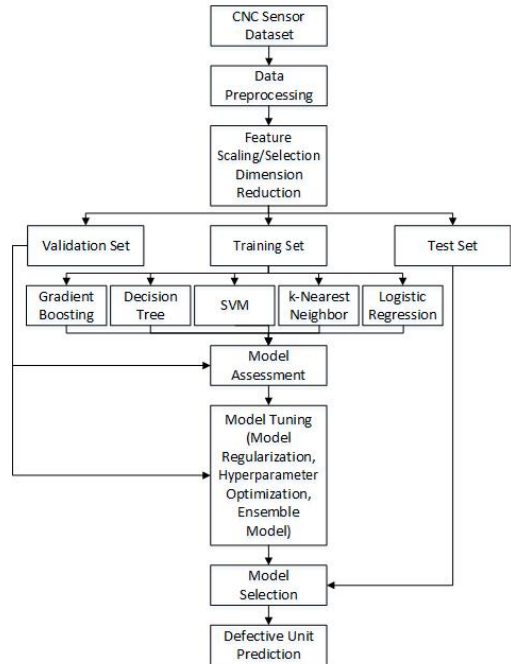 CNC Sensor
Dataset
Data
Preprocessing
Feature
Scaling/Selection
Dimension
Reduction
Validation Set
Training Set
Test Set
Gradient
Boosting
Decision
Tree
SVM
k-Nearest
Neighbor
Logistic
Regression
Model
Assessment
Model Tuning
(Model
Regularization,
Hyperparameter
Optimization,
Ensemble
Model)
Model
Selection
Defective Unit
Prediction